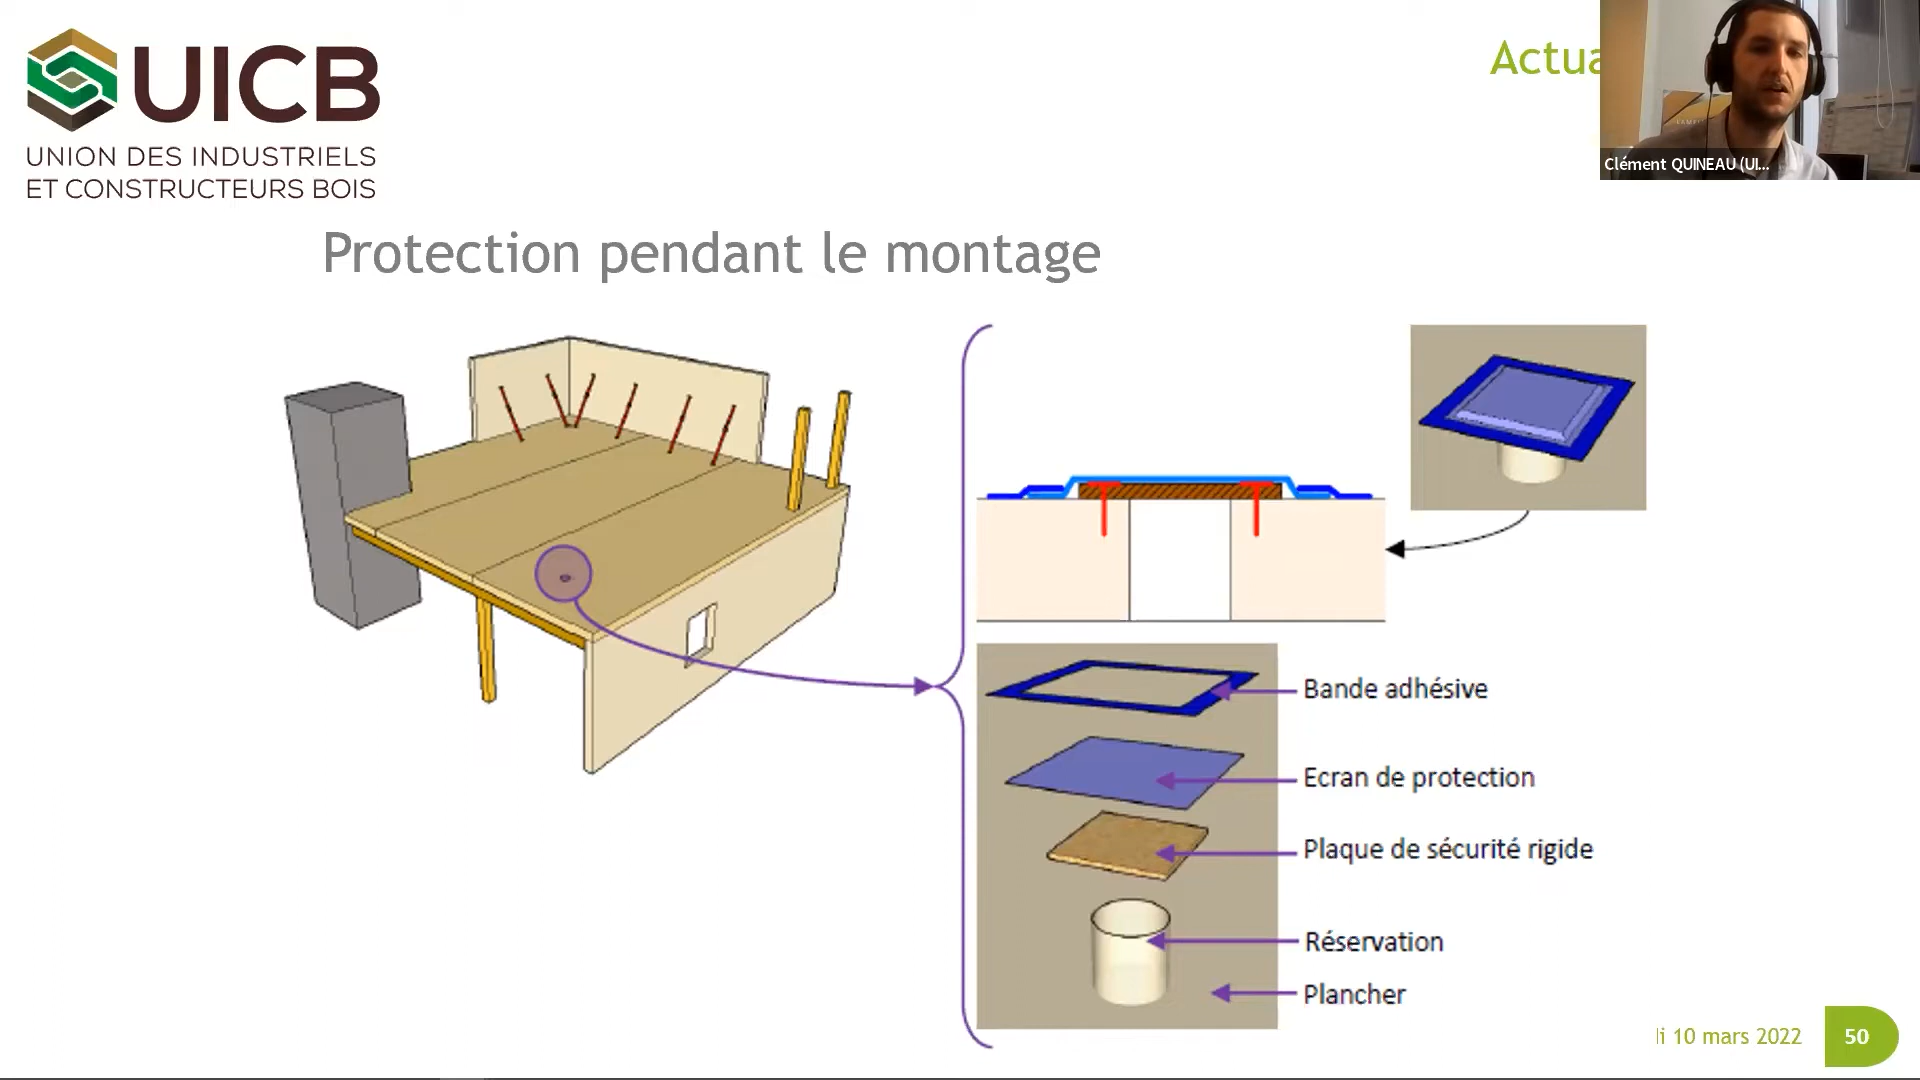 UICB
UNION DES INDUSTRIELS
ET CONSTRUCTEURS BOIS
Actua
Clément QUINEAU (UI...
Protection pendant le montage
Bande adhésive
Ecran de protection
Plaque de sécurité rigide
Réservation
Plancher
di 10 mars 2022
50